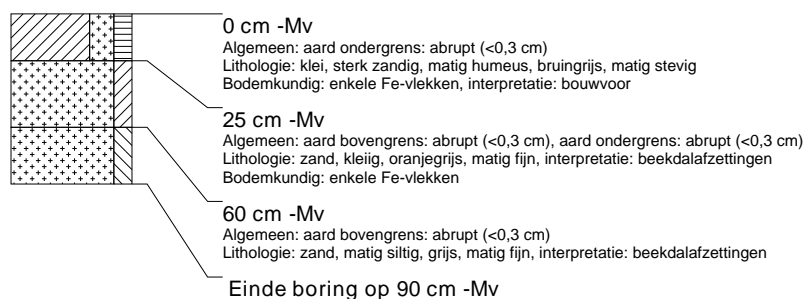 0 cm -Mv
Algemeen: aard ondergrens: abrupt (<0,3 cm)
Lithologie: klei, sterk zandig, matig humeus, bruingrijs, matig stevig
Bodemkundig: enkele Fe-vlekken, interpretatie: bouwvoor
25 cm -Mv
Algemeen: aard bovengrens: abrupt (<0,3 cm), aard ondergrens: abrupt (<0,3 cm)
Lithologie: zand, kleiig, oranjegrijs, matig fijn, interpretatie: beekdalafzettingen
Bodemkundig: enkele Fe-vlekken
60 cm -Mv
Algemeen: aard bovengrens: abrupt (<0,3 cm)
Lithologie: zand, matig siltig, grijs, matig fijn, interpretatie: beekdalafzettingen
Einde boring op 90 cm -Mv